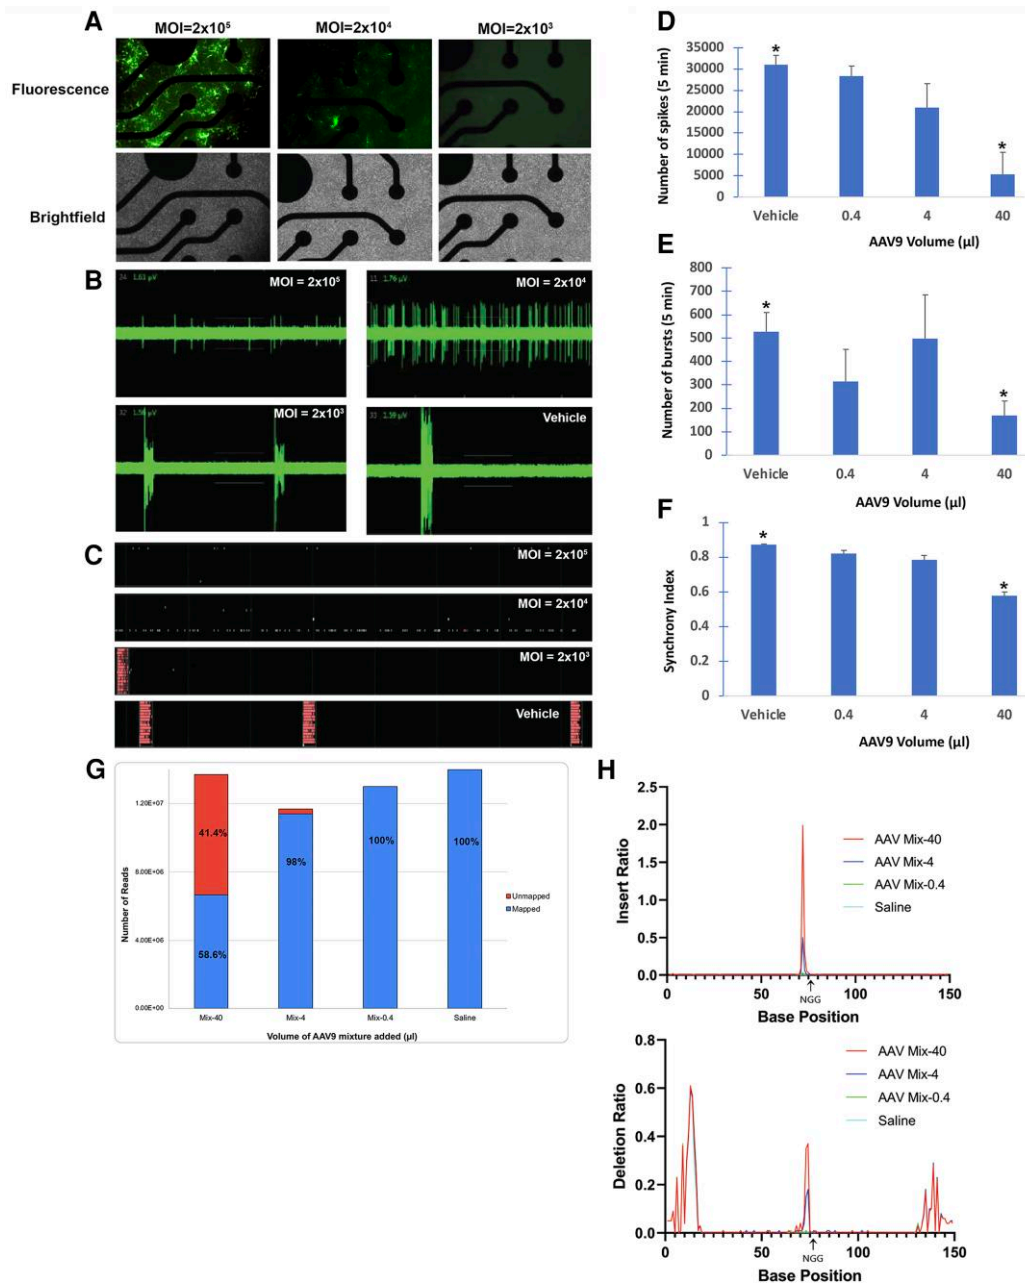 A
MOI=2x10⁵
MOI=2x10⁴
MOI=2x10³
Fluorescence
Brightfield
B
MOI = 2x10⁵
11 1.76 µV
MOI = 2x10⁴
MOI = 2x10³
Vehicle
C
MOI = 2x10⁵
MOI = 2x10⁴
MOI = 2x10³
Vehicle
D
Number of spikes (5 min)
35000
30000
25000
20000
15000
10000
5000
0
*
*
Vehicle 0.4 4 40
AAV9 Volume (µl)
E
Number of bursts (5 min)
800
700
600
500
400
300
200
100
0
*
*
Vehicle 0.4 4 40
AAV9 Volume (µl)
F
Synchrony Index
1
0.8
0.6
0.4
0.2
0
*
*
Vehicle 0.4 4 40
AAV9 Volume (µl)
G
Number of Reads
1.20E+07
8.00E+06
4.00E+06
0.00E+00
41.4%
58.6%
98%
100%
100%
Unmapped
Mapped
Mix-40 Mix-4 Mix-0.4 Saline
Volume of AAV9 mixture added (µl)
H
Insert Ratio
2.5
2.0
1.5
1.0
0.5
0.0
AAV Mix-40
AAV Mix-4
AAV Mix-0.4
Saline
0 50 100 150
NGG
Base Position
Deletion Ratio
0.8
0.6
0.4
0.2
0.0
AAV Mix-40
AAV Mix-4
AAV Mix-0.4
Saline
0 50 100 150
NGG
Base Position